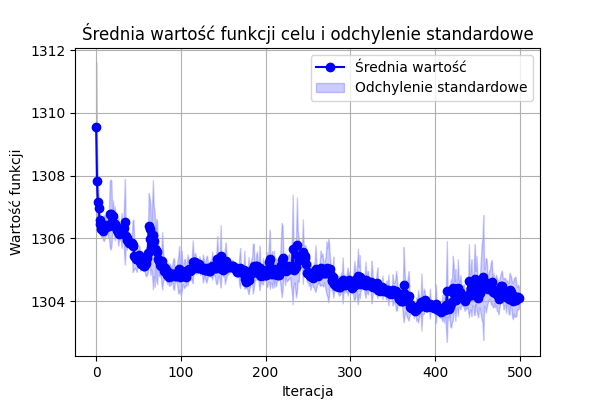 Średnia wartość funkcji celu i odchylenie standardowe
Średnia wartość
Odchylenie standardowe
Wartość funkcji
1312
1310
1308
1306
1304
0 100 200 300 400 500
Iteracja